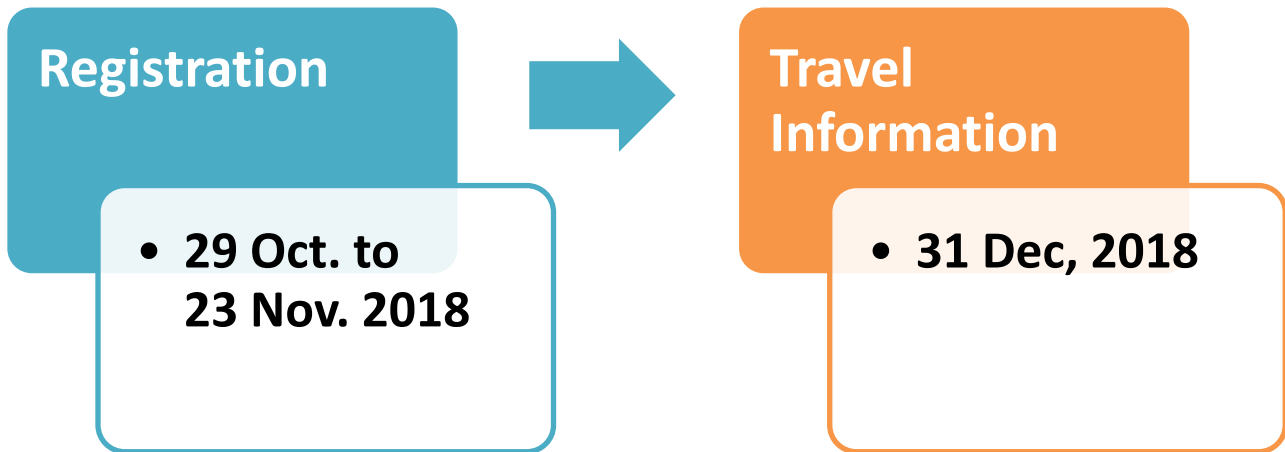 Registration
• 29 Oct. to
23 Nov. 2018
Travel
Information
• 31 Dec, 2018